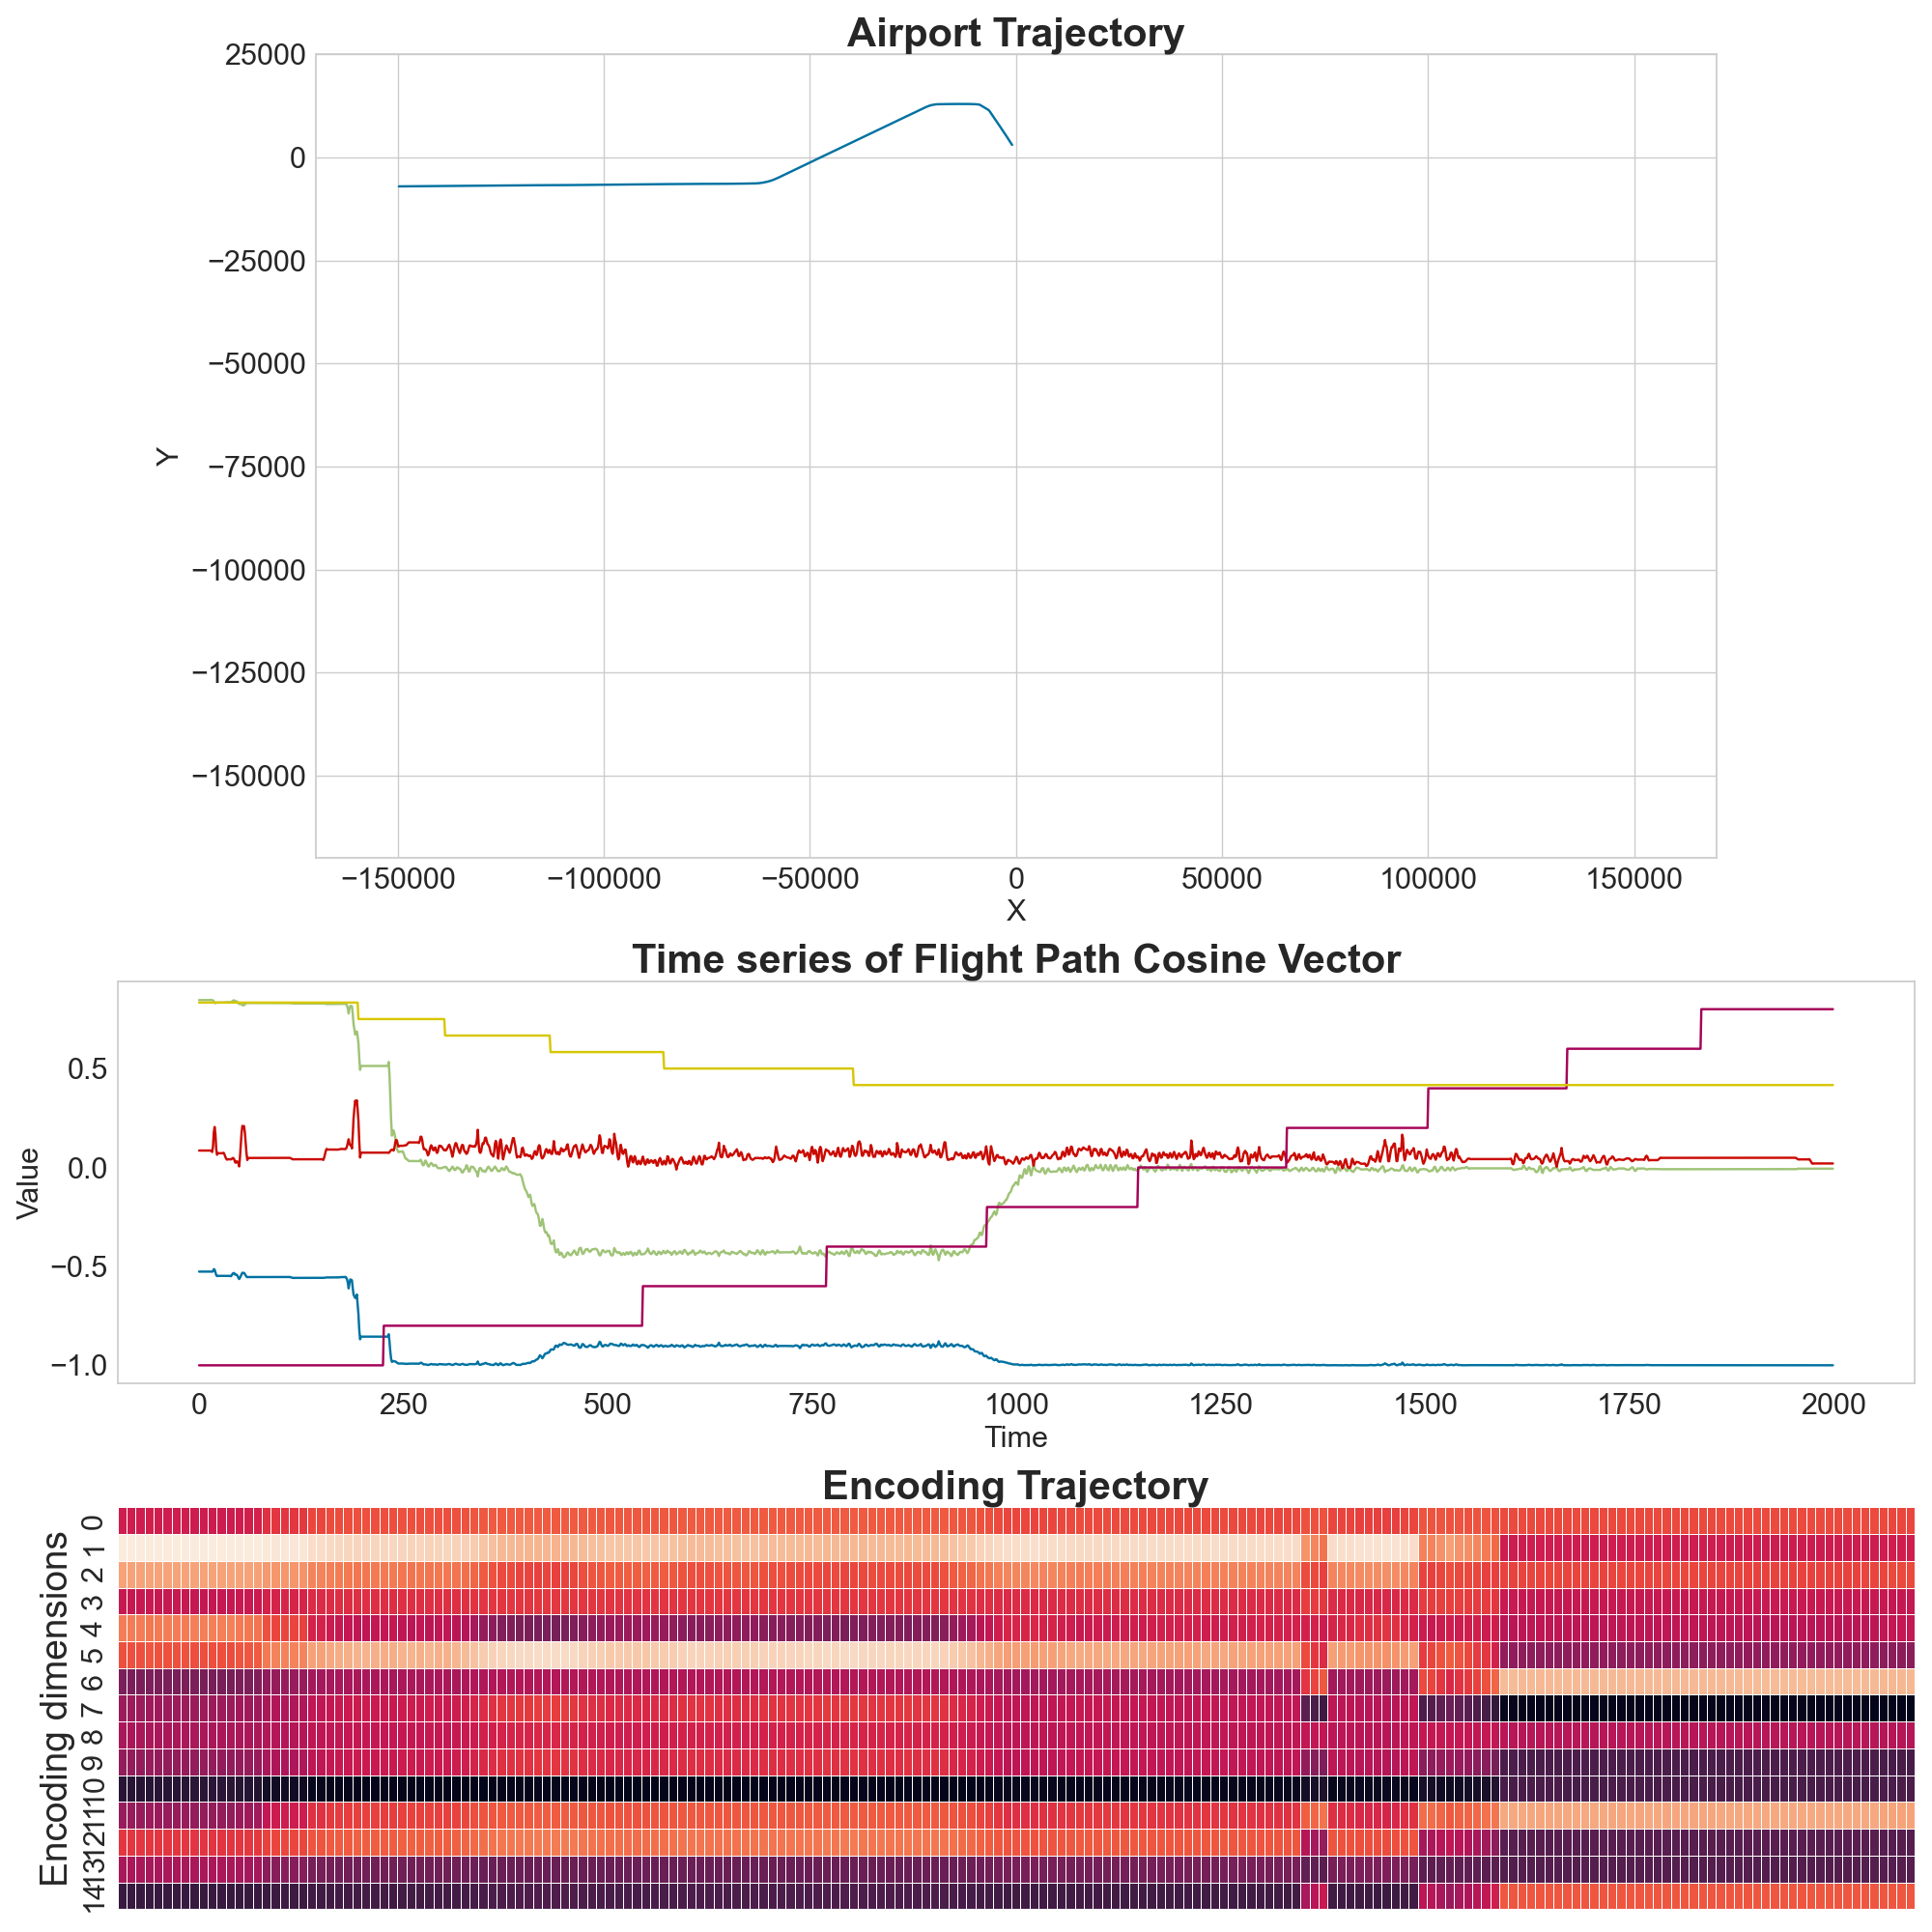 Airport Trajectory
25000
0
−25000
−50000
−75000
−100000
−125000
−150000
Y
−150000 −100000 −50000 0 50000 100000 150000
X
Time series of Flight Path Cosine Vector
0.5
0.0
−0.5
−1.0
Value
0 250 500 750 1000 1250 1500 1750 2000
Time
Encoding Trajectory
Encoding dimensions
0
1
2
3
4
5
6
7
8
9
10
11
12
13
14